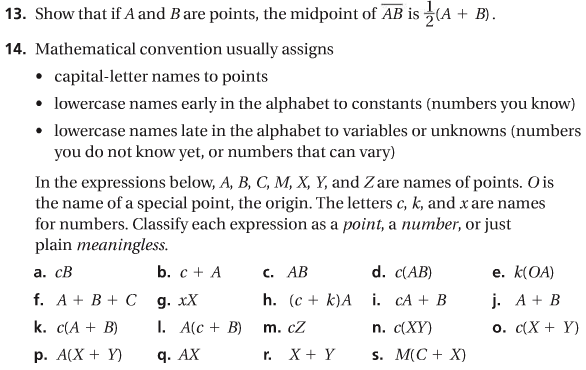 13. Show that if A and B are points, the midpoint of AB is 1/2(A + B).
14. Mathematical convention usually assigns
• capital-letter names to points
• lowercase names early in the alphabet to constants (numbers you know)
• lowercase names late in the alphabet to variables or unknowns (numbers
you do not know yet, or numbers that can vary)
In the expressions below, A, B, C, M, X, Y, and Z are names of points. O is
the name of a special point, the origin. The letters c, k, and x are names
for numbers. Classify each expression as a point, a number, or just
plain meaningless.
a. cB b. c + A c. AB d. c(AB) e. k(OA)
f. A + B + C g. xX h. (c + k)A i. cA + B j. A + B
k. c(A + B) l. A(c + B) m. cZ n. c(XY) o. c(X + Y)
p. A(X + Y) q. AX r. X + Y s. M(C + X)